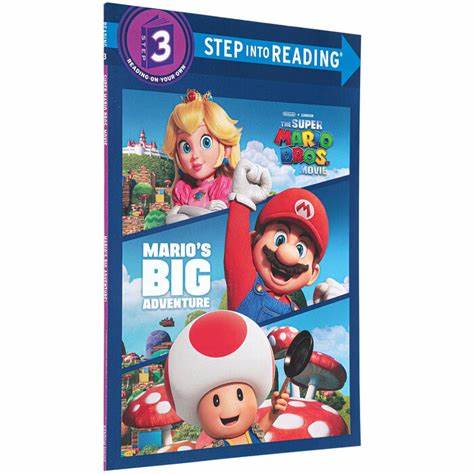 STEP
3
READING·ON·YOUR·OWN
STEP INTO READING®
THE SUPER
MARIO
BROS.
MOVIE
M
MARIO'S
BIG
ADVENTURE